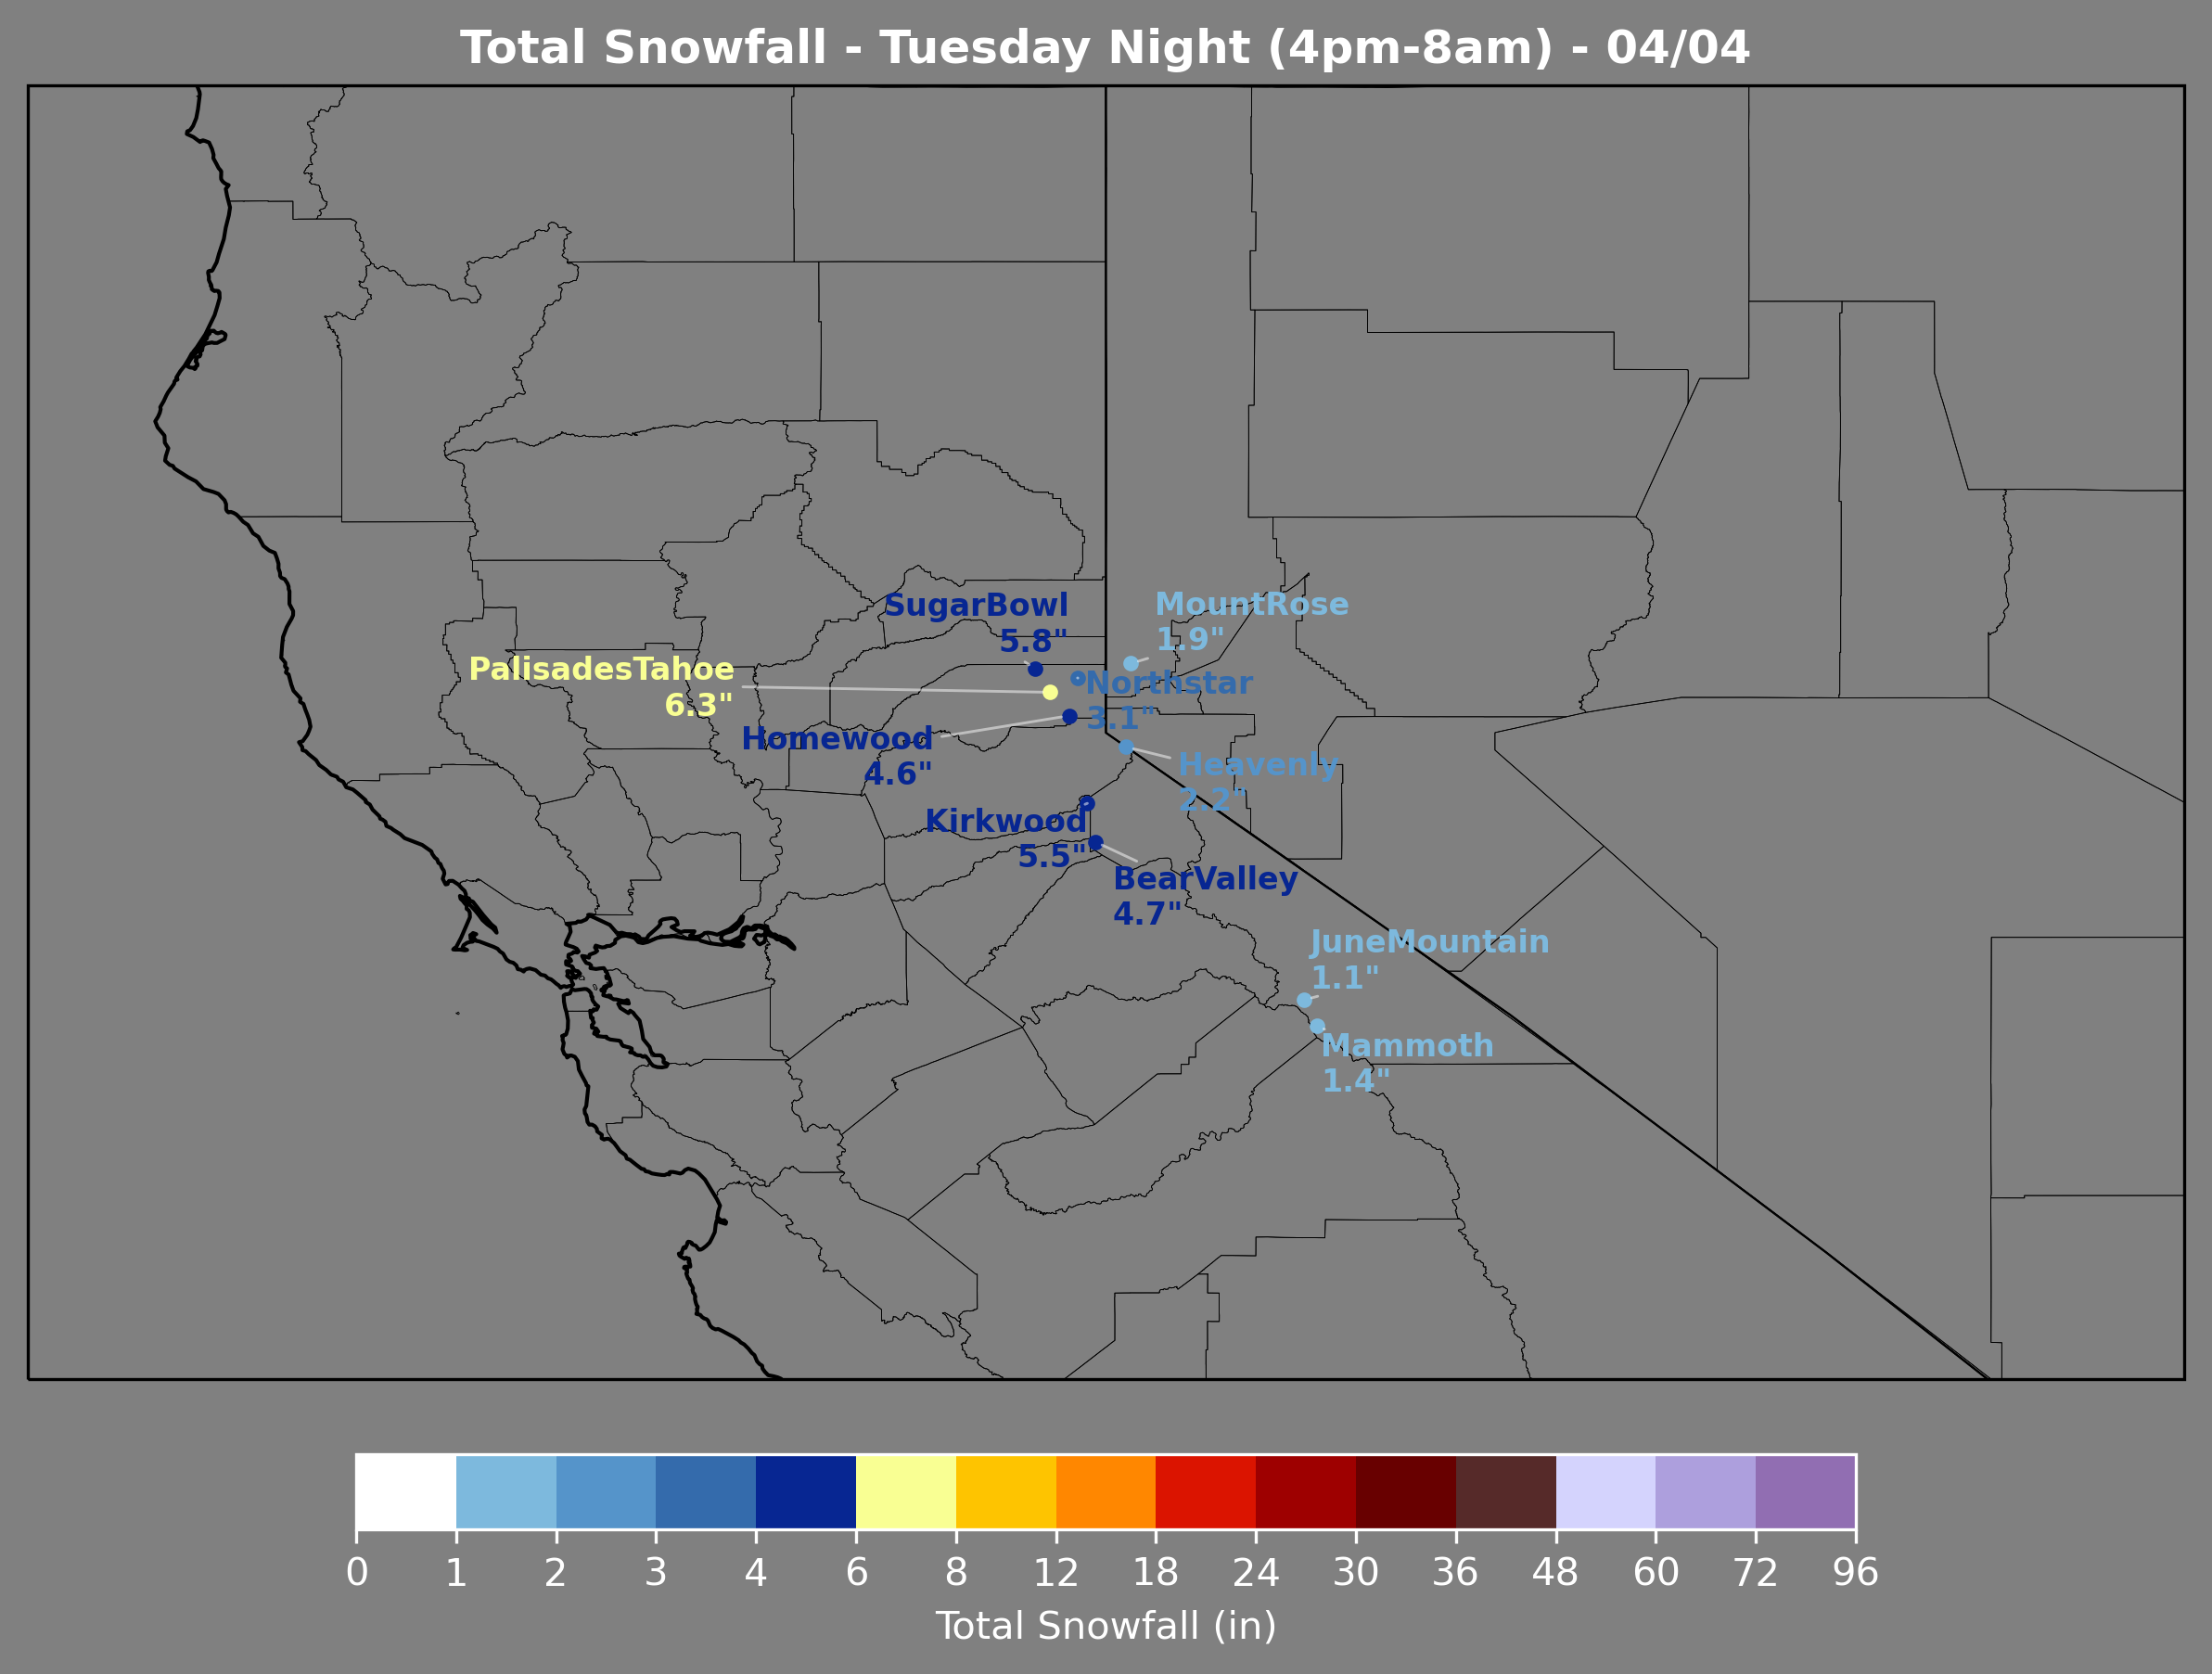 Total Snowfall - Tuesday Night (4pm-8am) - 04/04
SugarBowl
5.8"
MountRose
1.9"
PalisadesTahoe
6.3"
Northstar
3.1"
Homewood
4.6"
Heavenly
2.2"
Kirkwood
5.5"
BearValley
4.7"
JuneMountain
1.1"
Mammoth
1.4"
0 1 2 3 4 6 8 12 18 24 30 36 48 60 72 96
Total Snowfall (in)